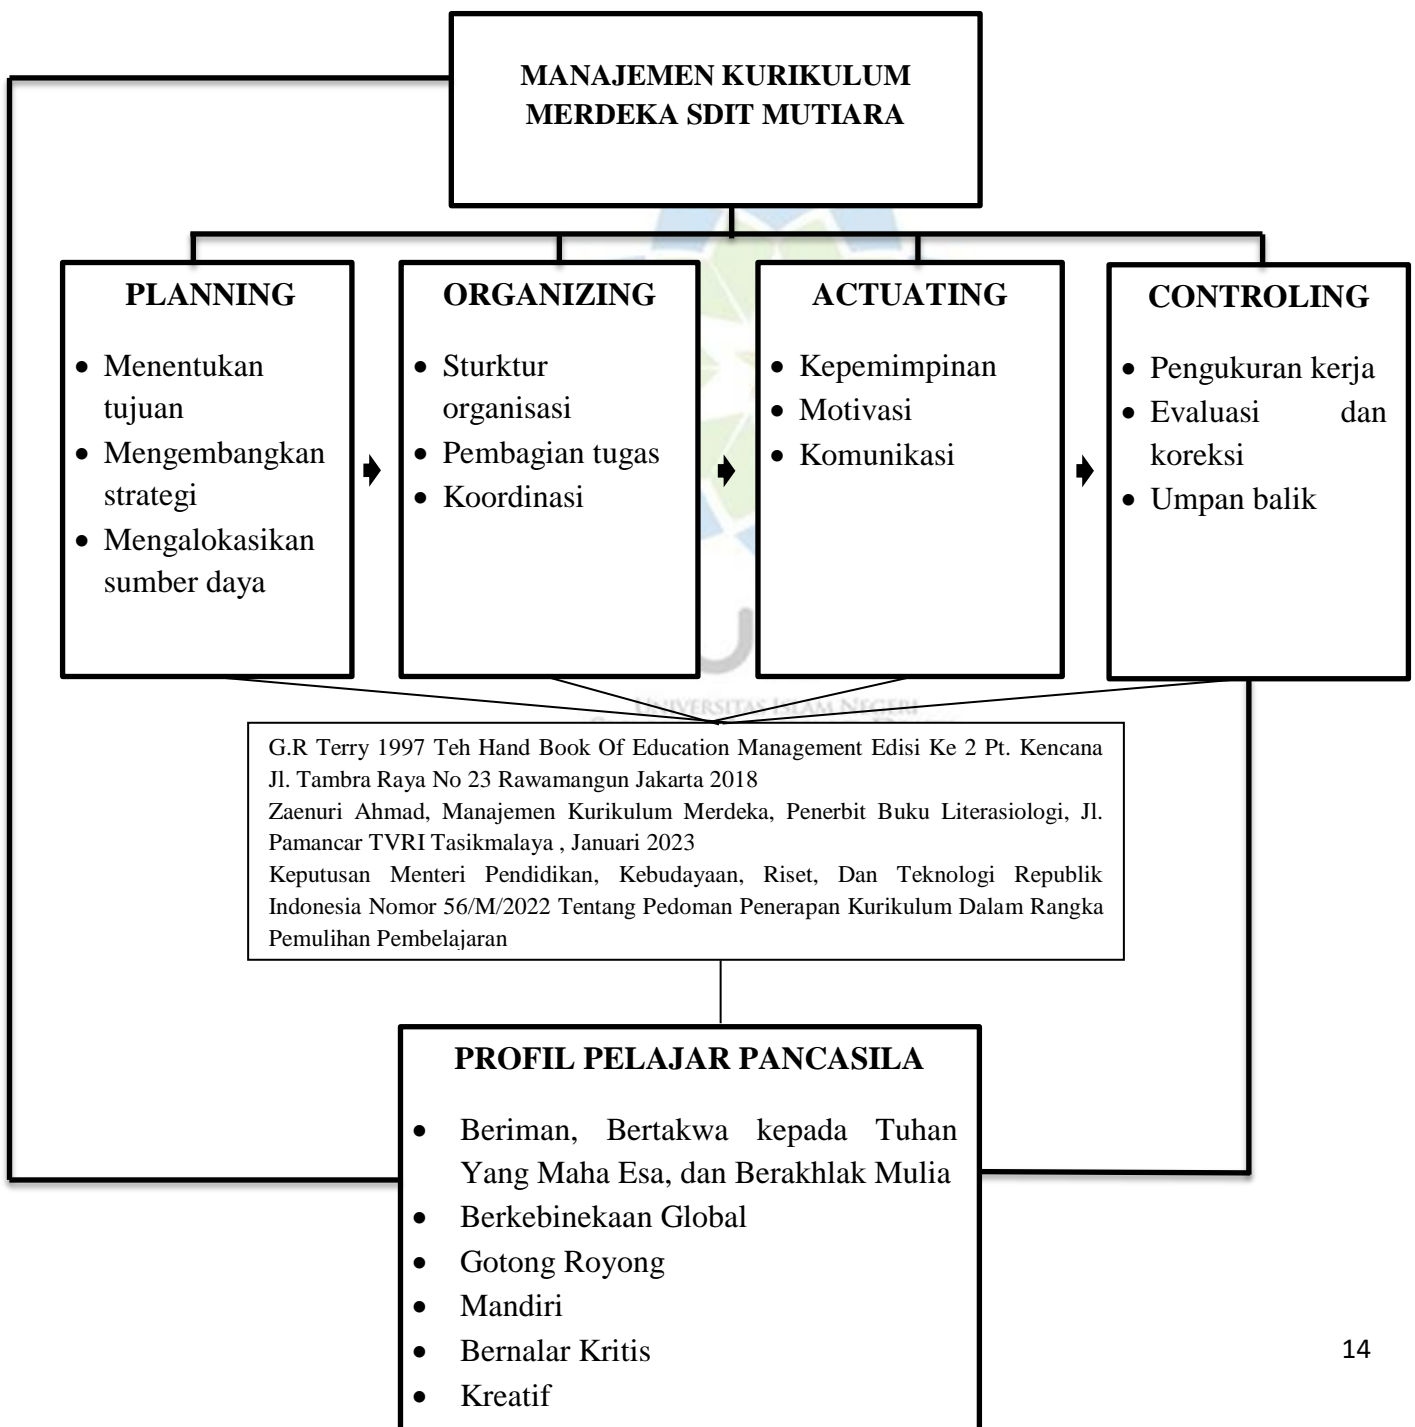 MANAJEMEN KURIKULUM
MERDEKA SDIT MUTIARA
PLANNING
• Menentukan
tujuan
• Mengembangkan
strategi
• Mengalokasikan
sumber daya
ORGANIZING
• Sturktur
organisasi
• Pembagian tugas
• Koordinasi
ACTUATING
• Kepemimpinan
• Motivasi
• Komunikasi
CONTROLING
• Pengukuran kerja
• Evaluasi dan
koreksi
• Umpan balik
UNIVERSITAS ISLAM NEGERI
G.R Terry 1997 Teh Hand Book Of Education Management Edisi Ke 2 Pt. Kencana
Jl. Tambra Raya No 23 Rawamangun Jakarta 2018
Zaenuri Ahmad, Manajemen Kurikulum Merdeka, Penerbit Buku Literasiologi, Jl.
Pamancar TVRI Tasikmalaya , Januari 2023
Keputusan Menteri Pendidikan, Kebudayaan, Riset, Dan Teknologi Republik
Indonesia Nomor 56/M/2022 Tentang Pedoman Penerapan Kurikulum Dalam Rangka
Pemulihan Pembelajaran
PROFIL PELAJAR PANCASILA
• Beriman, Bertakwa kepada Tuhan
Yang Maha Esa, dan Berakhlak Mulia
• Berkebinekaan Global
• Gotong Royong
• Mandiri
• Bernalar Kritis
• Kreatif
14